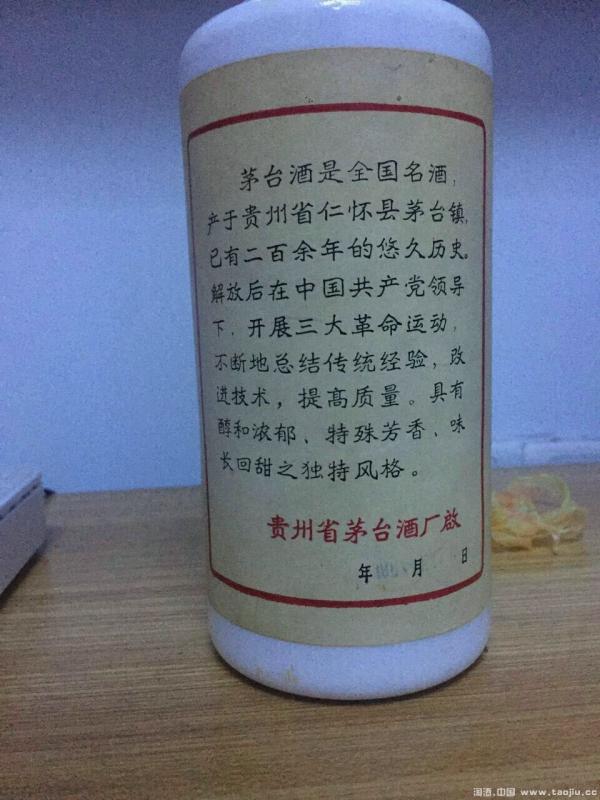 茅台酒是全国名酒，
产于贵州省仁怀县茅台镇，
已有二百余年的悠久历史。
解放后在中国共产党领导
下，开展三大革命运动，
不断地总结传统经验，改
进技术，提高质量。具有
醇和浓郁、特殊芳香、味
长回甜之独特风格。
贵州省茅台酒厂啟
年 月 日
淘酒.中国 www.taojiu.cc